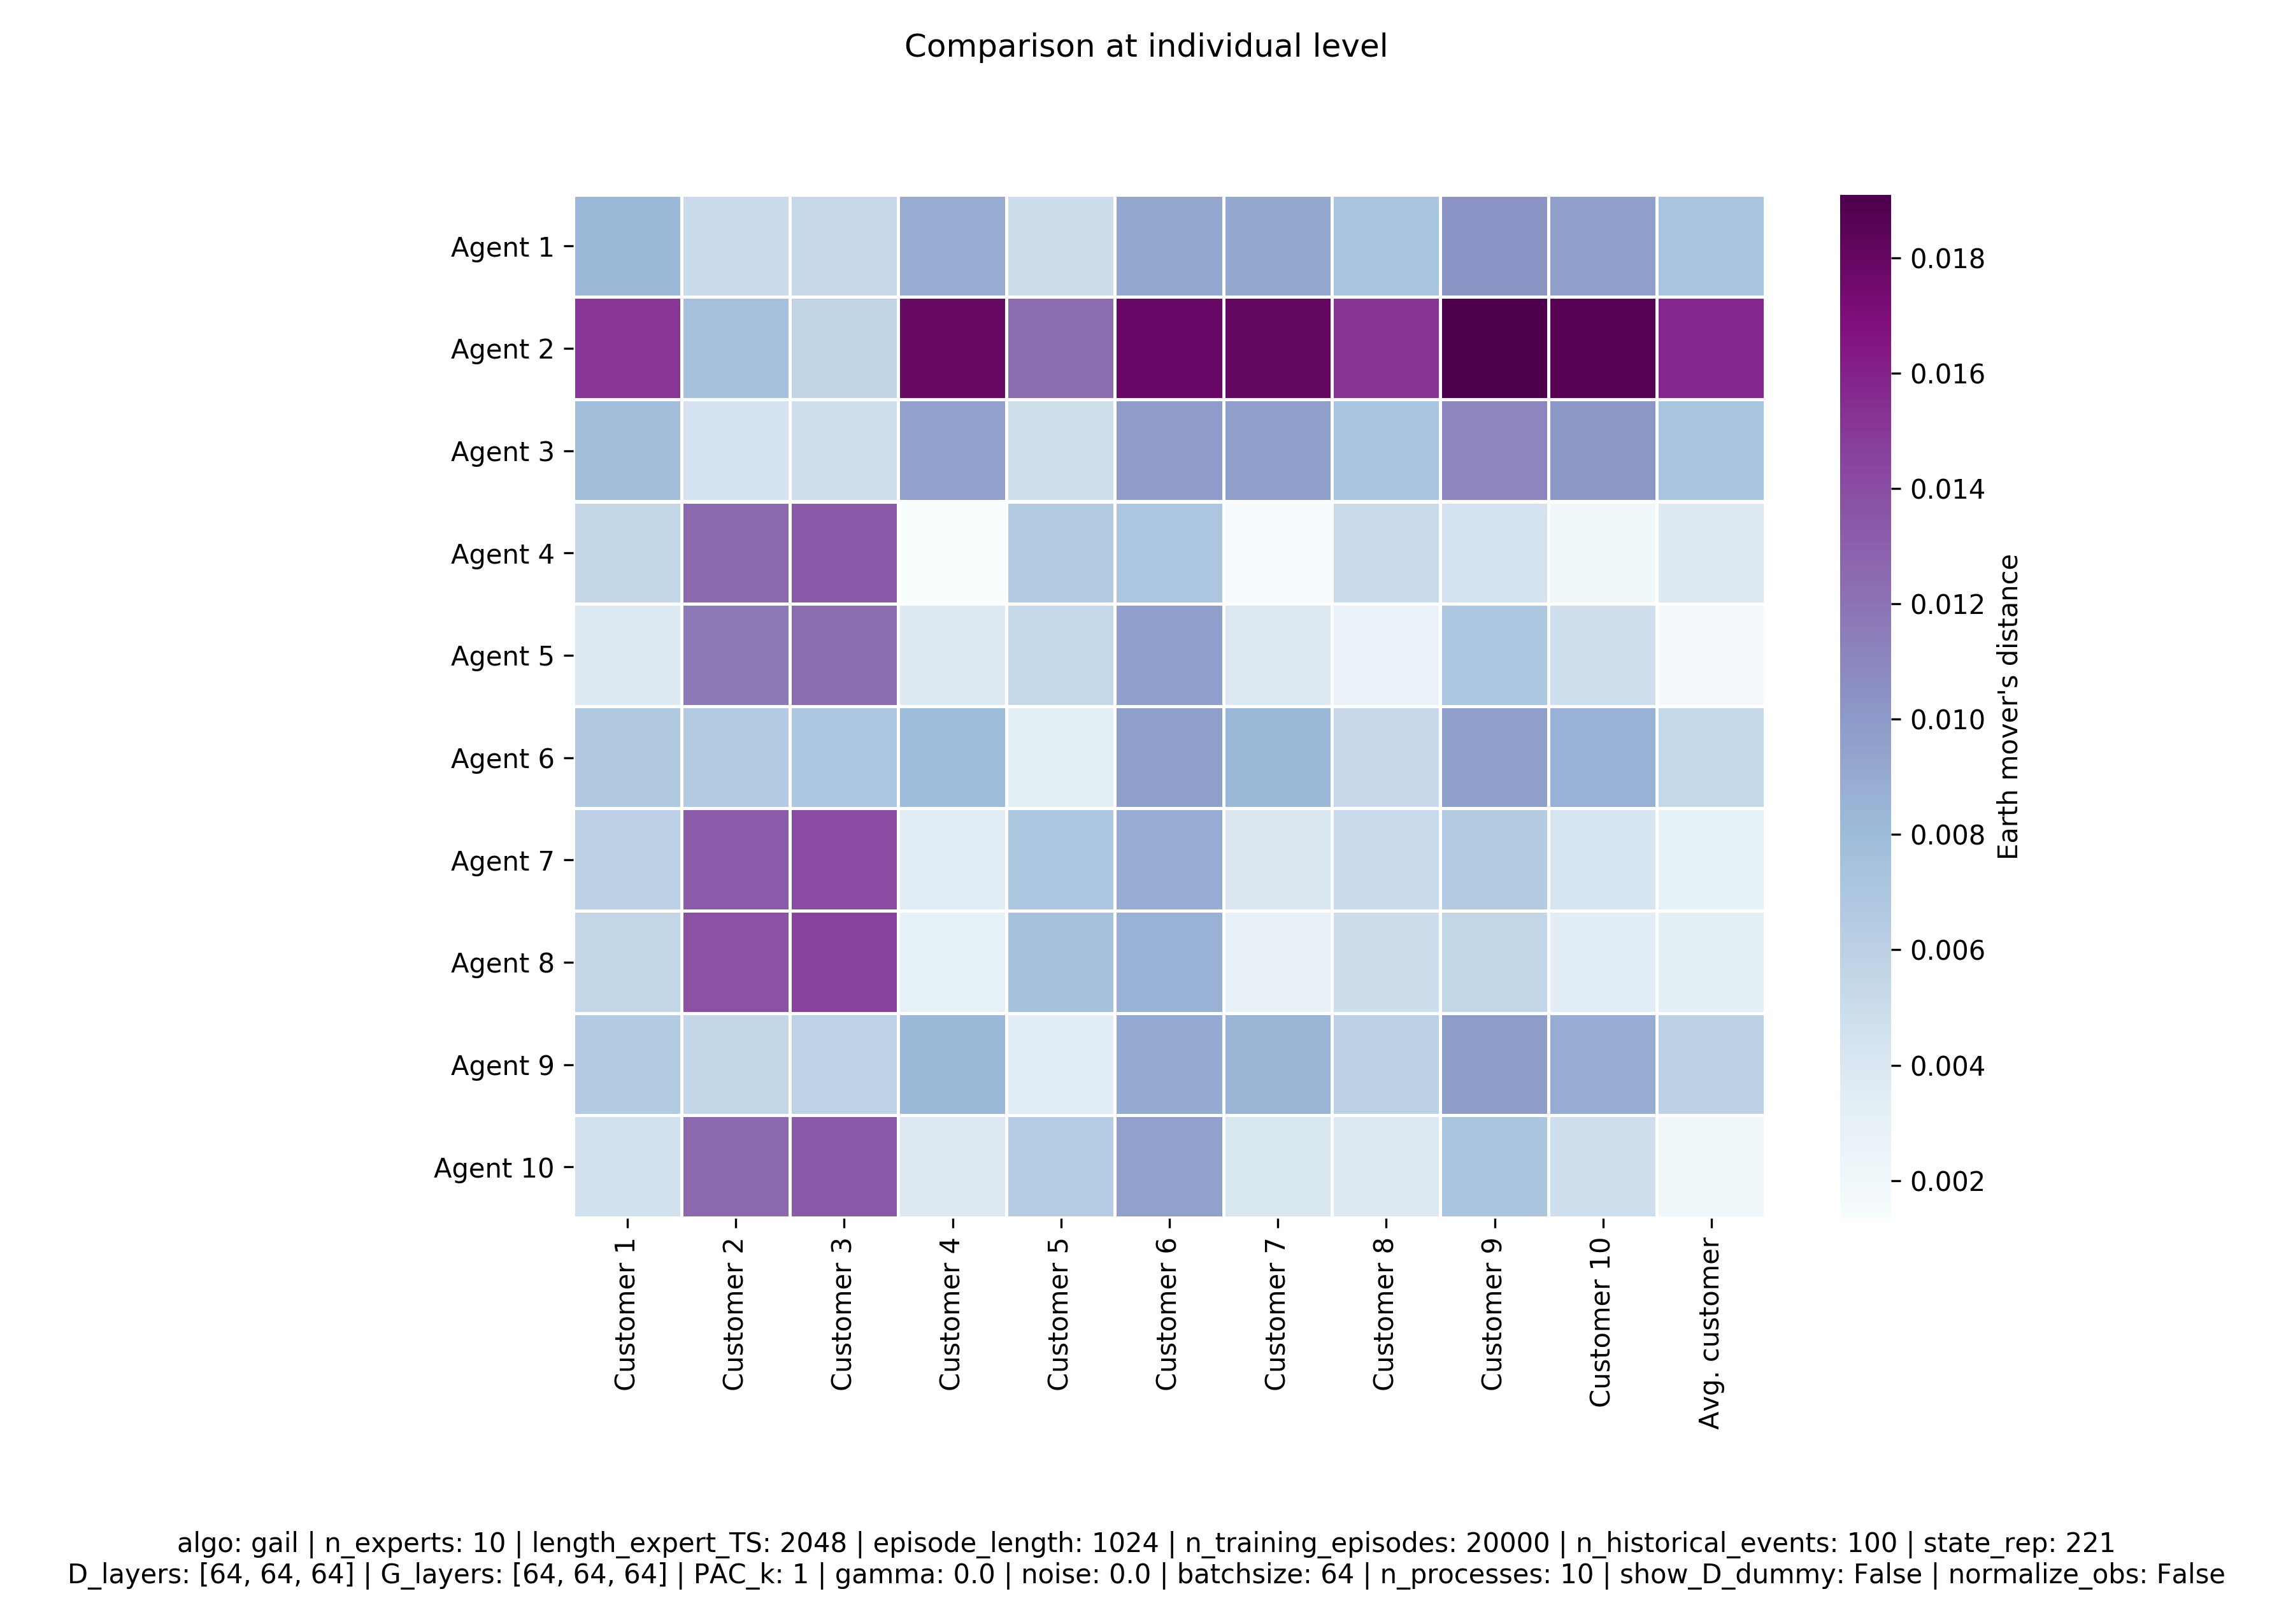 Comparison at individual level
Agent 1
Agent 2
Agent 3
Agent 4
Agent 5
Agent 6
Agent 7
Agent 8
Agent 9
Agent 10
Customer 1
Customer 2
Customer 3
Customer 4
Customer 5
Customer 6
Customer 7
Customer 8
Customer 9
Customer 10
Avg. customer
0.018
0.016
0.014
0.012
0.010
0.008
0.006
0.004
0.002
Earth mover's distance
algo: gail | n_experts: 10 | length_expert_TS: 2048 | episode_length: 1024 | n_training_episodes: 20000 | n_historical_events: 100 | state_rep: 221
D_layers: [64, 64, 64] | G_layers: [64, 64, 64] | PAC_k: 1 | gamma: 0.0 | noise: 0.0 | batchsize: 64 | n_processes: 10 | show_D_dummy: False | normalize_obs: False